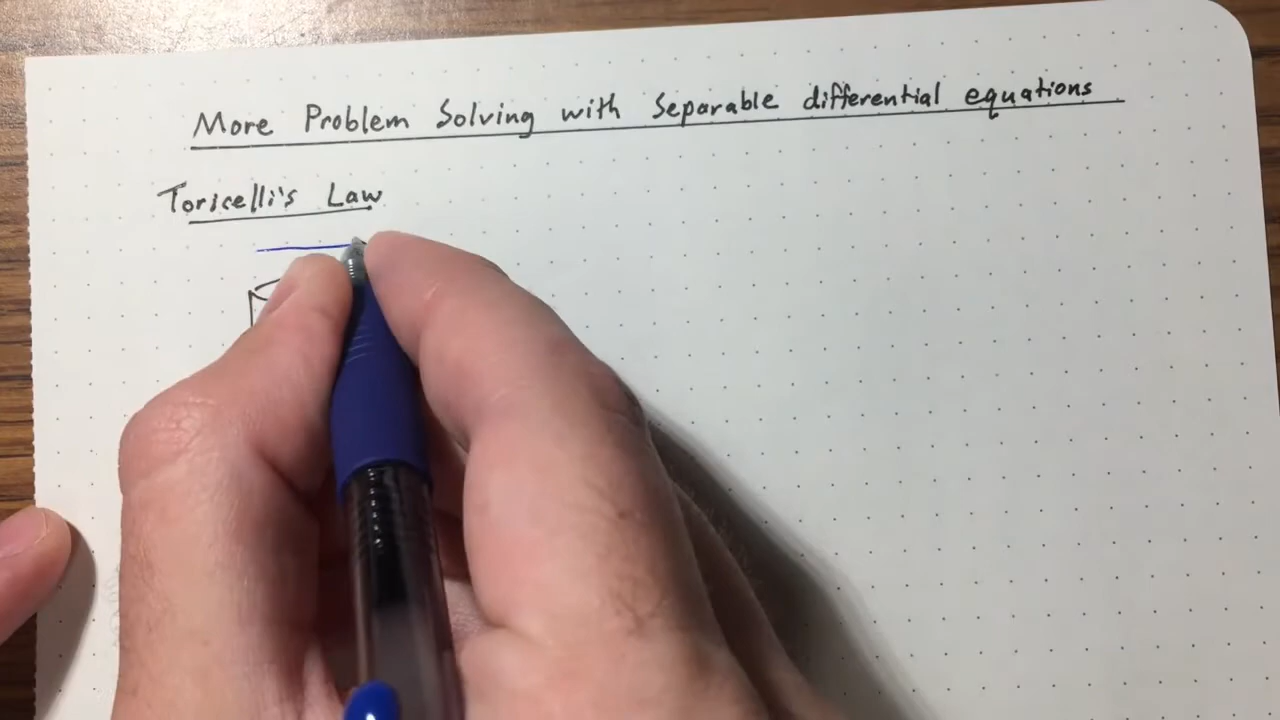 More Problem Solving with Separable differential equations
Toricelli's Law